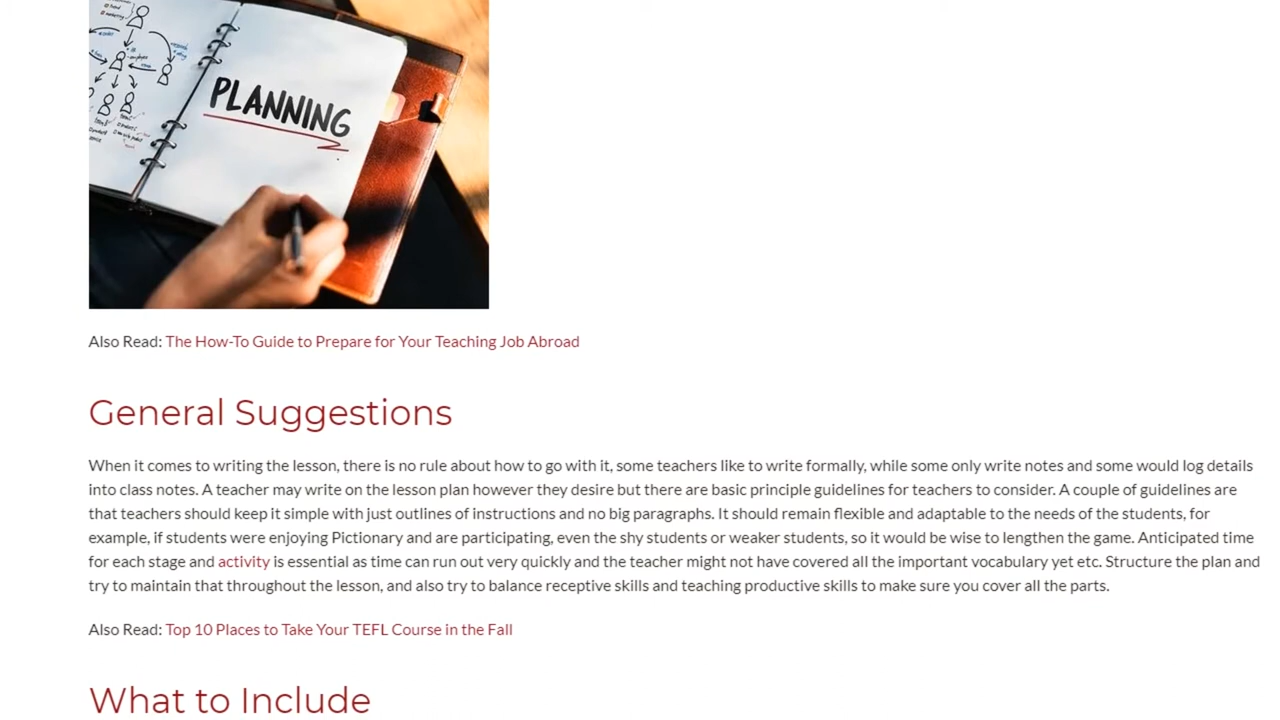 PLANNING
Also Read: The How-To Guide to Prepare for Your Teaching Job Abroad
General Suggestions
When it comes to writing the lesson, there is no rule about how to go with it, some teachers like to write formally, while some only write notes and some would log details
into class notes. A teacher may write on the lesson plan however they desire but there are basic principle guidelines for teachers to consider. A couple of guidelines are
that teachers should keep it simple with just outlines of instructions and no big paragraphs. It should remain flexible and adaptable to the needs of the students, for
example, if students were enjoying Pictionary and are participating, even the shy students or weaker students, so it would be wise to lengthen the game. Anticipated time
for each stage and activity is essential as time can run out very quickly and the teacher might not have covered all the important vocabulary yet etc. Structure the plan and
try to maintain that throughout the lesson, and also try to balance receptive skills and teaching productive skills to make sure you cover all the parts.
Also Read: Top 10 Places to Take Your TEFL Course in the Fall
What to Include